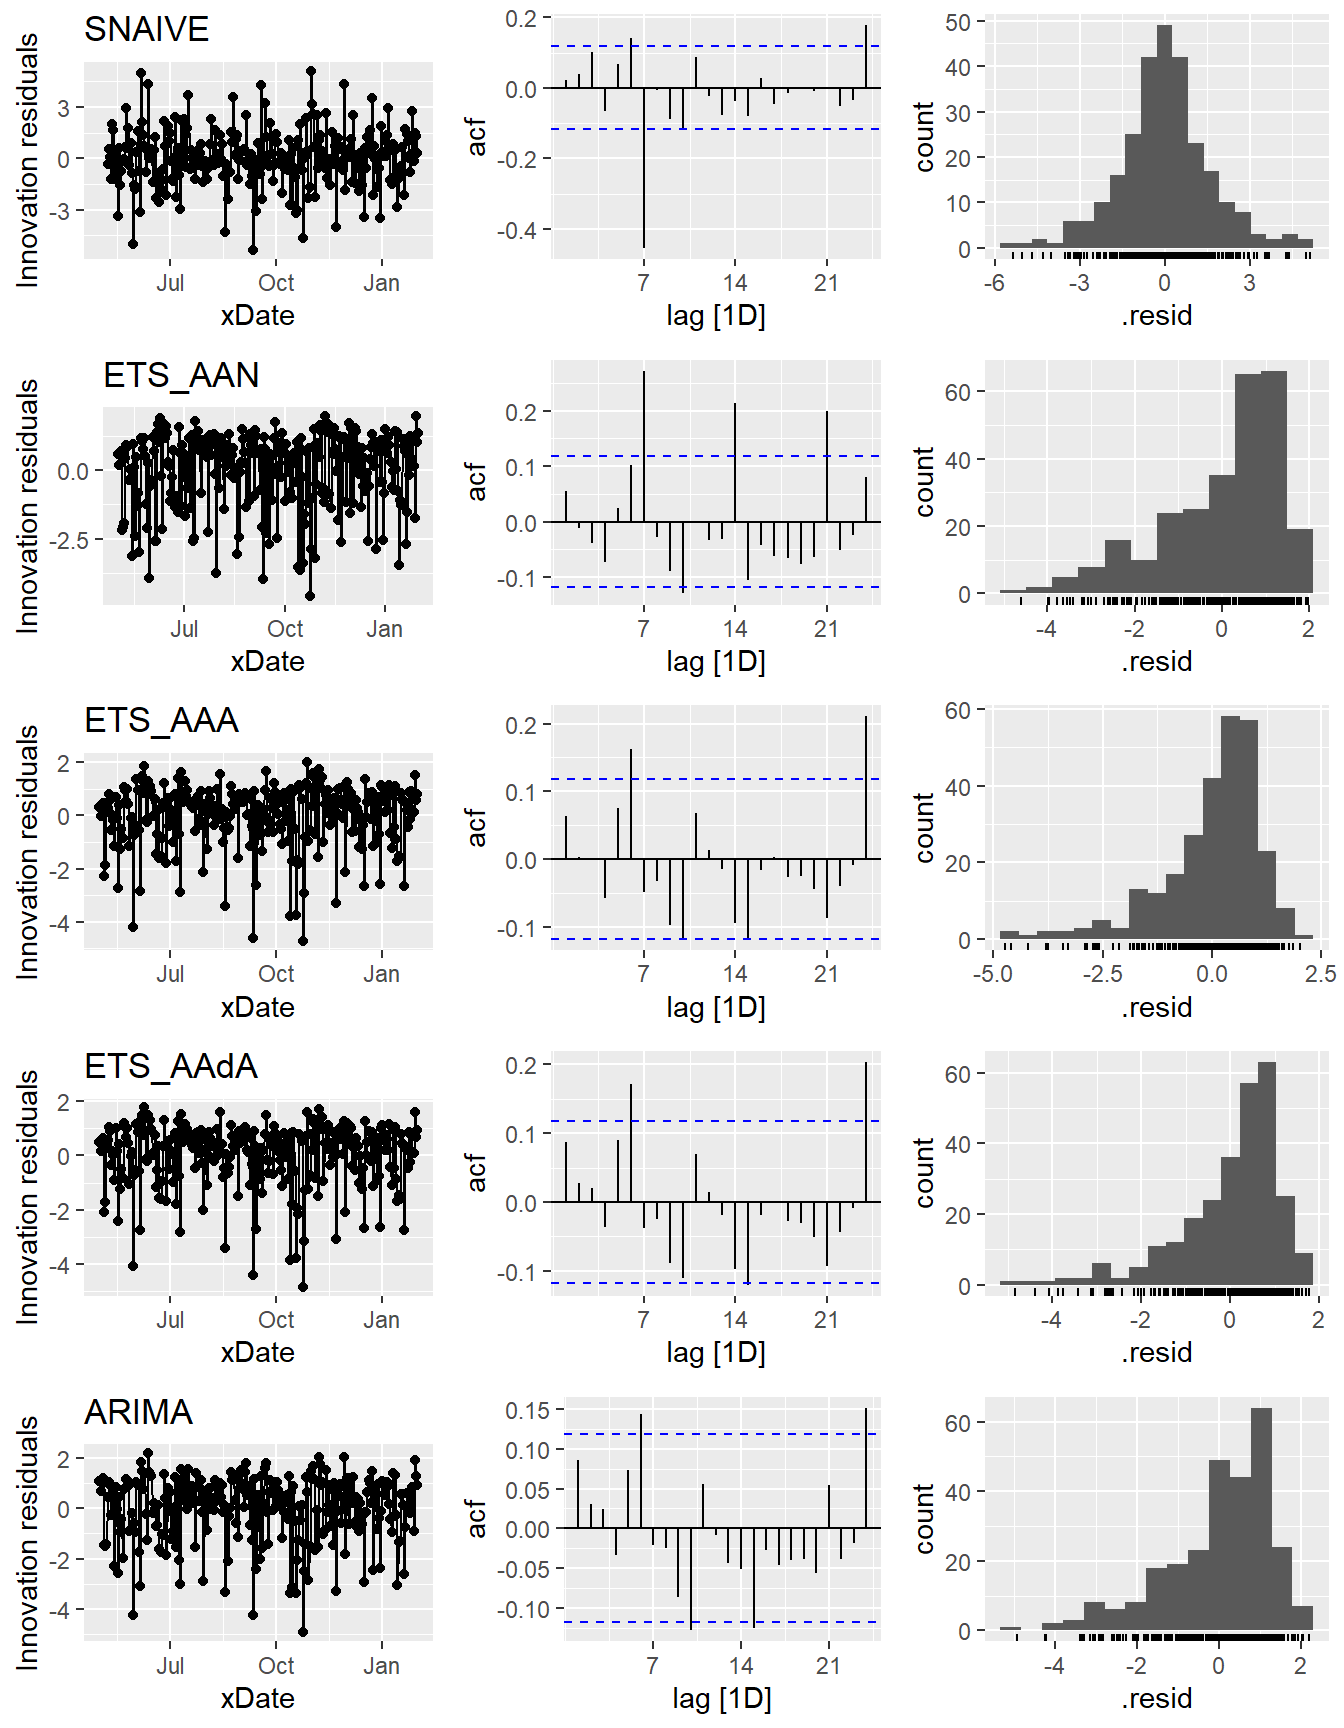 SNAIVE
Innovation residuals
3
0
-3
Jul Oct Jan
xDate
acf
0.2
0.0
-0.2
-0.4
7 14 21
lag [1D]
count
50
40
30
20
10
0
-6 -3 0 3
.resid
ETS_AAN
Innovation residuals
0.0
-2.5
Jul Oct Jan
xDate
acf
0.2
0.1
0.0
-0.1
7 14 21
lag [1D]
count
60
40
20
0
-4 -2 0 2
.resid
ETS_AAA
Innovation residuals
2
0
-2
-4
Jul Oct Jan
xDate
acf
0.2
0.1
0.0
-0.1
7 14 21
lag [1D]
count
60
40
20
0
-5.0 -2.5 0.0 2.5
.resid
ETS_AAdA
Innovation residuals
2
0
-2
-4
Jul Oct Jan
xDate
acf
0.2
0.1
0.0
-0.1
7 14 21
lag [1D]
count
60
40
20
0
-4 -2 0 2
.resid
ARIMA
Innovation residuals
2
0
-2
-4
Jul Oct Jan
xDate
acf
0.15
0.10
0.05
0.00
-0.05
-0.10
7 14 21
lag [1D]
count
60
40
20
0
-4 -2 0 2
.resid